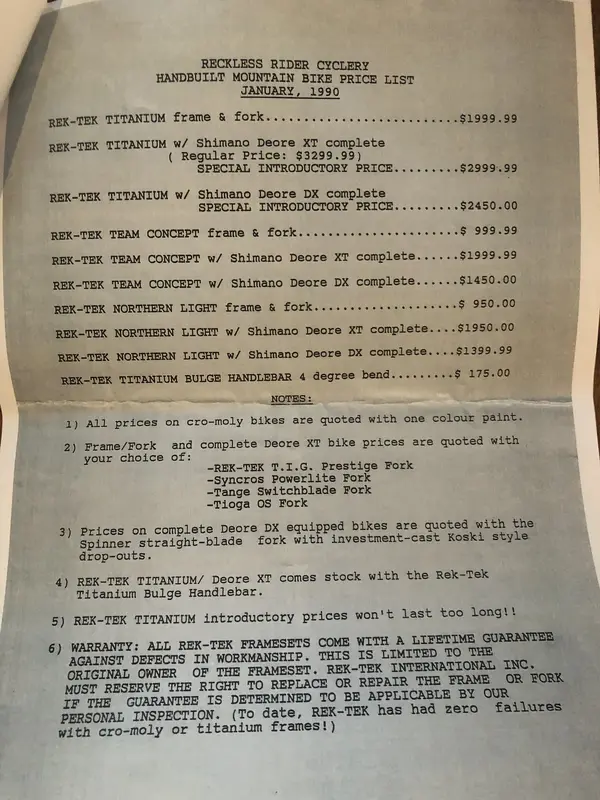 RECKLESS RIDER CYCLERY
HANDBUILT MOUNTAIN BIKE PRICE LIST
JANUARY, 1990
REK-TEK TITANIUM frame & fork........................$1999.99
REK-TEK TITANIUM w/ Shimano Deore XT complete
( Regular Price: $3299.99)
SPECIAL INTRODUCTORY PRICE.........$2999.99
REK-TEK TITANIUM w/ Shimano Deore DX complete
SPECIAL INTRODUCTORY PRICE.........$2450.00
REK-TEK TEAM CONCEPT frame & fork....................$ 999.99
REK-TEK TEAM CONCEPT w/ Shimano Deore XT complete......$1999.99
REK-TEK TEAM CONCEPT w/ Shimano Deore DX complete......$1450.00
REK-TEK NORTHERN LIGHT frame & fork..................$ 950.00
REK-TEK NORTHERN LIGHT w/ Shimano Deore XT complete....$1950.00
REK-TEK NORTHERN LIGHT w/ Shimano Deore DX complete....$1399.99
REK-TEK TITANIUM BULGE HANDLEBAR 4 degree bend.........$ 175.00
NOTES:
1) All prices on cro-moly bikes are quoted with one colour paint.
2) Frame/Fork and complete Deore XT bike prices are quoted with
your choice of:
-REK-TEK T.I.G. Prestige Fork
-Syncros Powerlite Fork
-Tange Switchblade Fork
-Tioga OS Fork
3) Prices on complete Deore DX equipped bikes are quoted with the
Spinner straight-blade fork with investment-cast Koski style
drop-outs.
4) REK-TEK TITANIUM/ Deore XT comes stock with the Rek-Tek
Titanium Bulge Handlebar.
5) REK-TEK TITANIUM introductory prices won't last too long!!
6) WARRANTY: ALL REK-TEK FRAMESETS COME WITH A LIFETIME GUARANTEE
AGAINST DEFECTS IN WORKMANSHIP. THIS IS LIMITED TO THE
ORIGINAL OWNER OF THE FRAMESET. REK-TEK INTERNATIONAL INC.
MUST RESERVE THE RIGHT TO REPLACE OR REPAIR THE FRAME OR FORK
IF THE GUARANTEE IS DETERMINED TO BE APPLICABLE BY OUR
PERSONAL INSPECTION. (To date, REK-TEK has had zero failures
with cro-moly or titanium frames!)